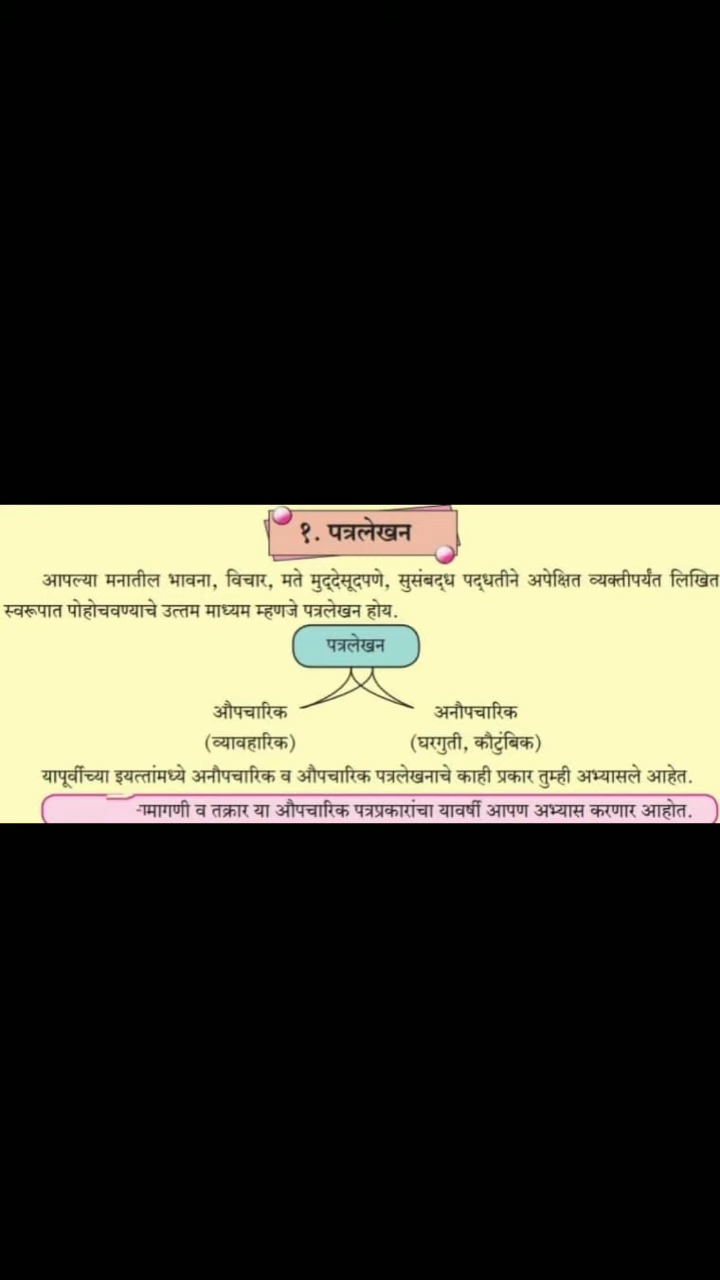 १. पत्रलेखन
आपल्या मनातील भावना, विचार, मते मुद्देसूदपणे, सुसंबद्ध पद्धतीने अपेक्षित व्यक्तीपर्यंत लिखित
स्वरूपात पोहोचवण्याचे उत्तम माध्यम म्हणजे पत्रलेखन होय.
पत्रलेखन
औपचारिक अनौपचारिक
(व्यावहारिक) (घरगुती, कौटुंबिक)
यापूर्वीच्या इयत्तांमध्ये अनौपचारिक व औपचारिक पत्रलेखनाचे काही प्रकार तुम्ही अभ्यासले आहेत.
मागणी व तक्रार या औपचारिक पत्रप्रकारांचा यावर्षी आपण अभ्यास करणार आहोत.